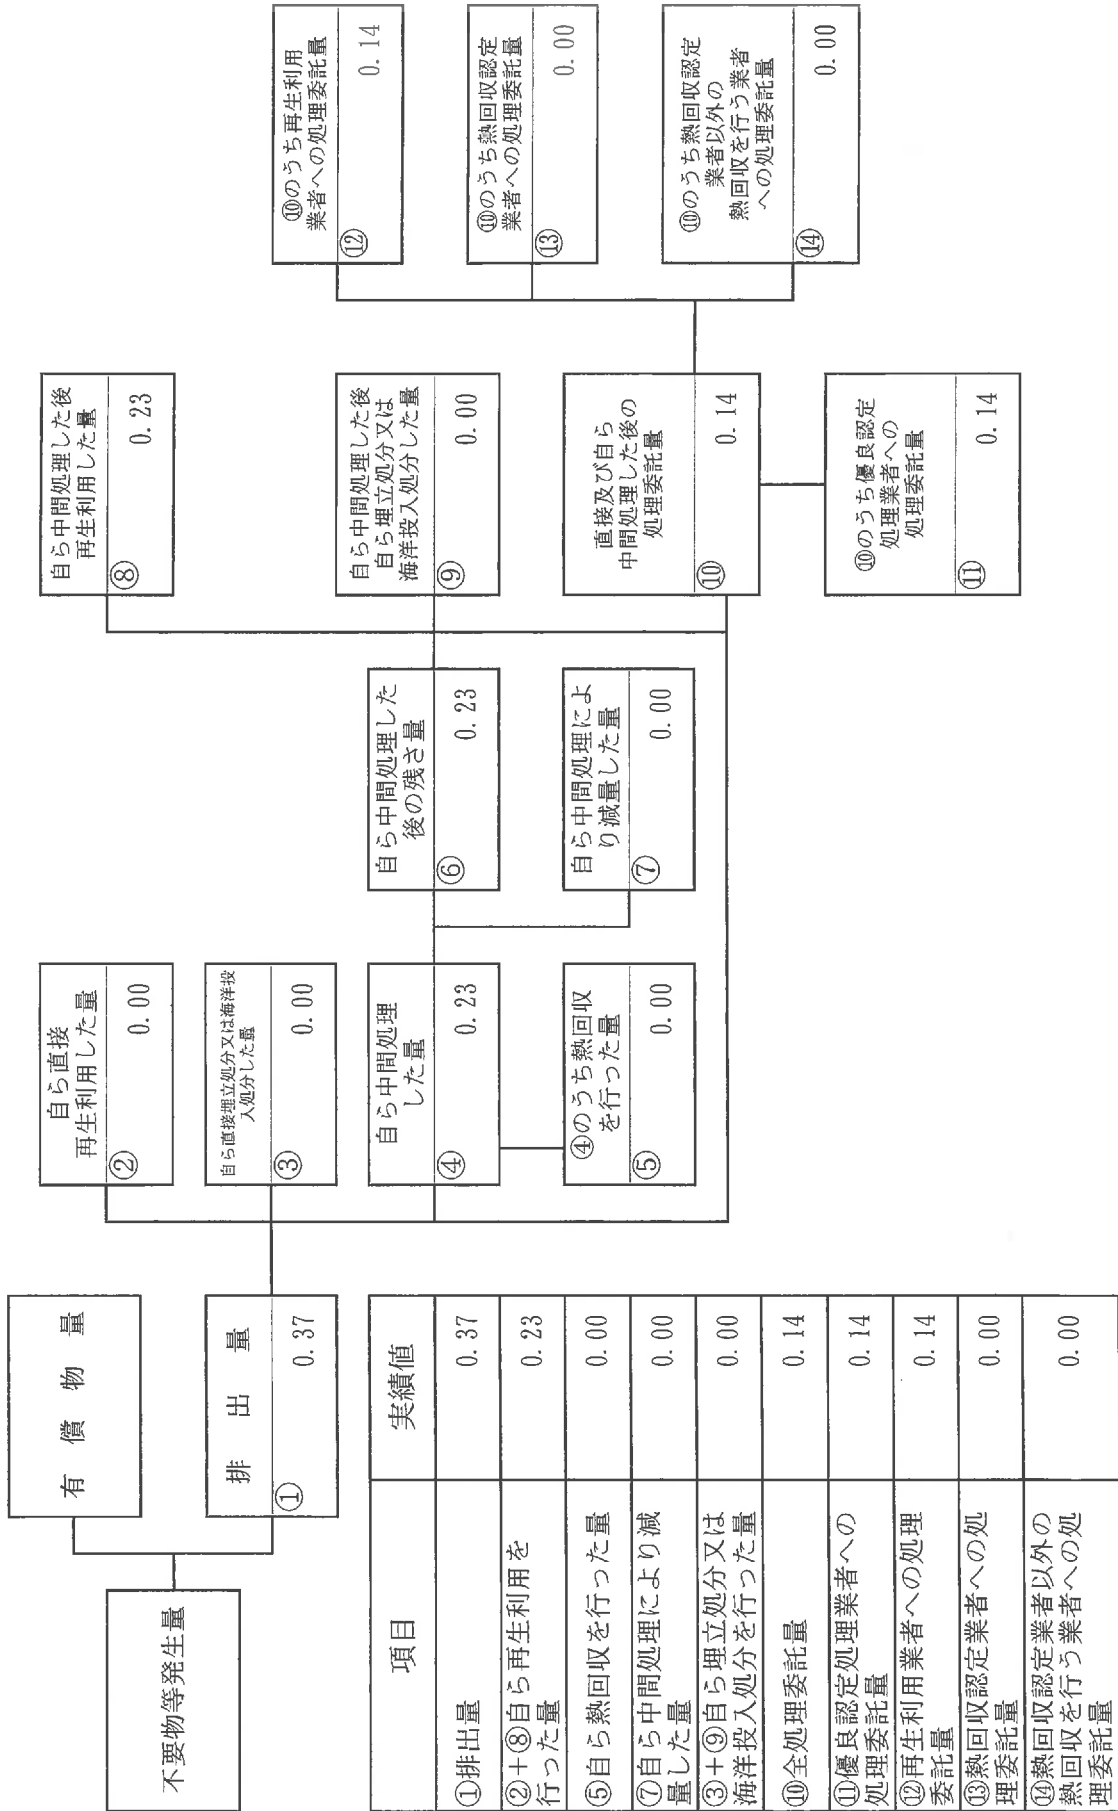 不要物等発生量
有償物量
排出量
① 0.37
自ら直接
再生利用した量
② 0.00
自ら直接埋立処分又は海洋投
入処分した量
③ 0.00
自ら中間処理
した量
④ 0.23
④のうち熱回収
を行った量
⑤ 0.00
自ら中間処理した
後の残さ量
⑥ 0.23
自ら中間処理によ
り減量した量
⑦ 0.00
自ら中間処理した後
再生利用した量
⑧ 0.23
自ら中間処理した後
自ら埋立処分又は
海洋投入処分した量
⑨ 0.00
直接及び自ら
中間処理した後の
処理委託量
⑩ 0.14
⑩のうち優良認定
処理業者への
処理委託量
⑪ 0.14
⑩のうち再生利用
業者への処理委託量
⑫ 0.14
⑩のうち熱回収認定
業者への処理委託量
⑬ 0.00
⑩のうち熱回収認定
業者以外の
熱回収を行う業者
への処理委託量
⑭ 0.00
項目 実績値
①排出量 0.37
②+⑧自ら再生利用を
行った量 0.23
⑤自ら熱回収を行った量 0.00
⑦自ら中間処理により減
量した量 0.00
③+⑨自ら埋立処分又は
海洋投入処分を行った量 0.00
⑩全処理委託量 0.14
⑪優良認定処理業者への
処理委託量 0.14
⑫再生利用業者への処理
委託量 0.14
⑬熱回収認定業者への処
理委託量 0.00
⑭熱回収認定業者以外の
熱回収を行う業者への処
理委託量 0.00